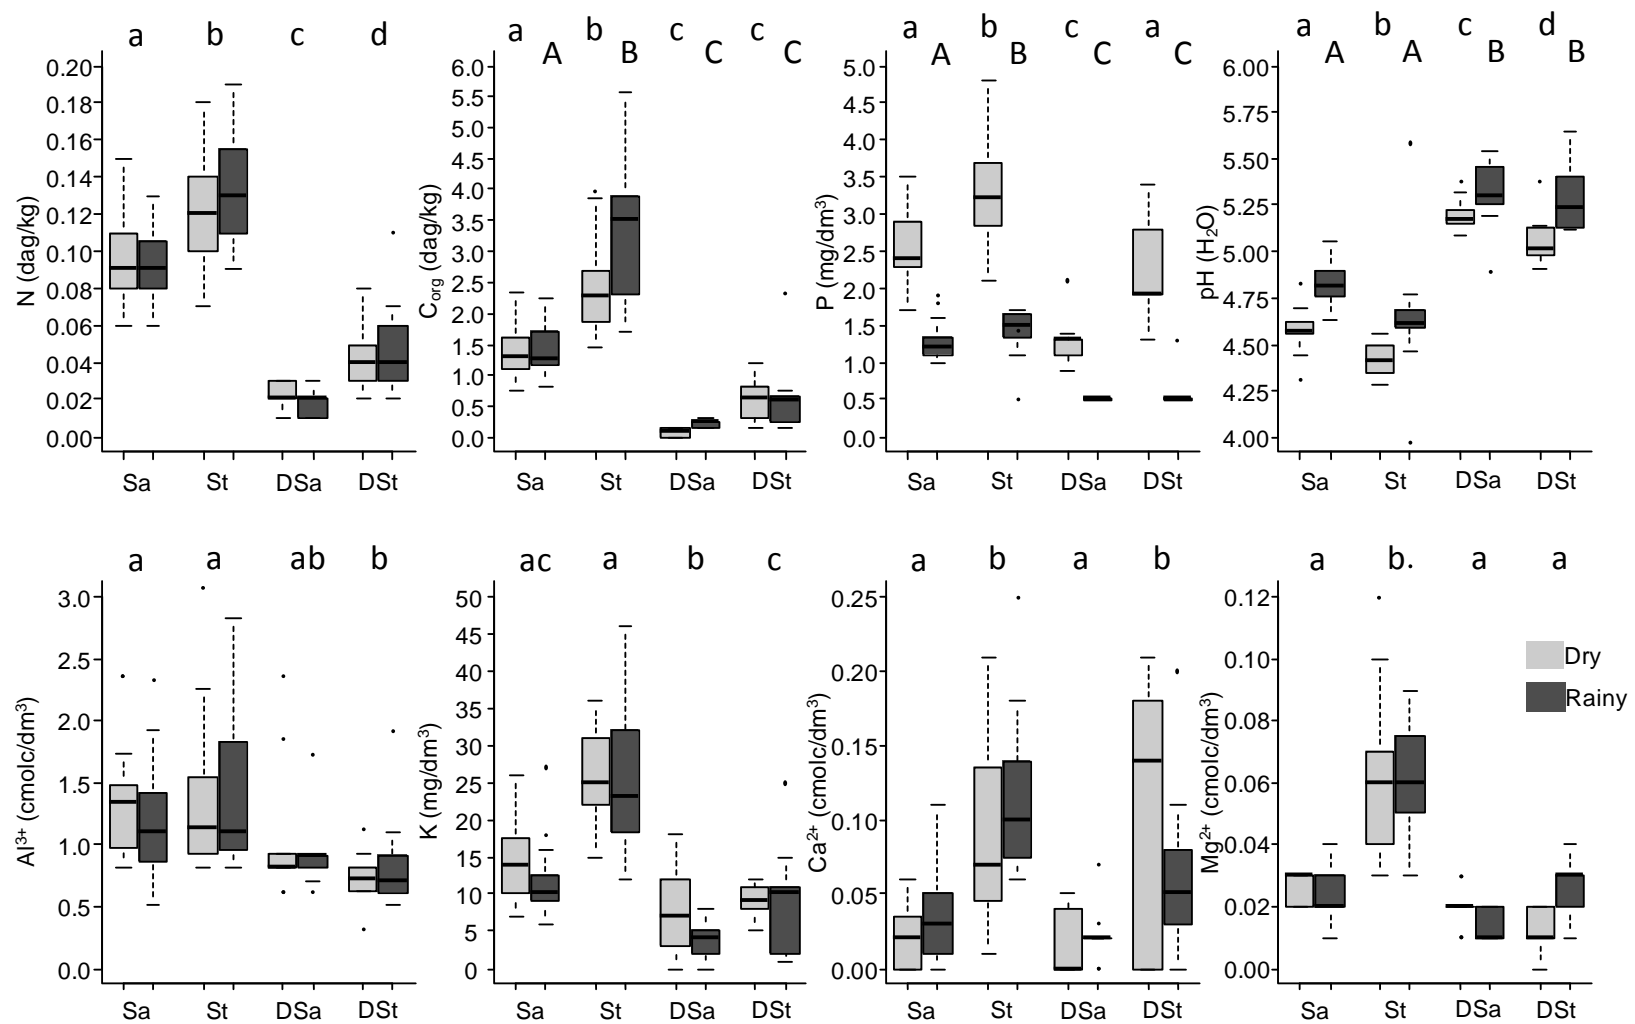 a b c d
N (dag/kg)
0.20
0.18
0.16
0.14
0.12
0.10
0.08
0.06
0.04
0.02
0.00
Sa St DSa DSt
a b c c
A B C C
C_org (dag/kg)
6.0
5.5
5.0
4.5
4.0
3.5
3.0
2.5
2.0
1.5
1.0
0.5
0.0
Sa St DSa DSt
a b c a
A B C C
P (mg/dm³)
5.0
4.5
4.0
3.5
3.0
2.5
2.0
1.5
1.0
0.5
0.0
Sa St DSa DSt
a b c d
A A B B
pH (H₂O)
6.00
5.75
5.50
5.25
5.00
4.75
4.50
4.25
4.00
Sa St DSa DSt
a a ab b
Al³⁺ (cmolc/dm³)
3.0
2.5
2.0
1.5
1.0
0.5
0.0
Sa St DSa DSt
ac a b c
K (mg/dm³)
50
45
40
35
30
25
20
15
10
5
0
Sa St DSa DSt
a b a b
Ca²⁺ (cmolc/dm³)
0.25
0.20
0.15
0.10
0.05
0.00
Sa St DSa DSt
a b. a a
Mg²⁺ (cmolc/dm³)
0.12
0.10
0.08
0.06
0.04
0.02
0.00
Sa St DSa DSt
Dry
Rainy